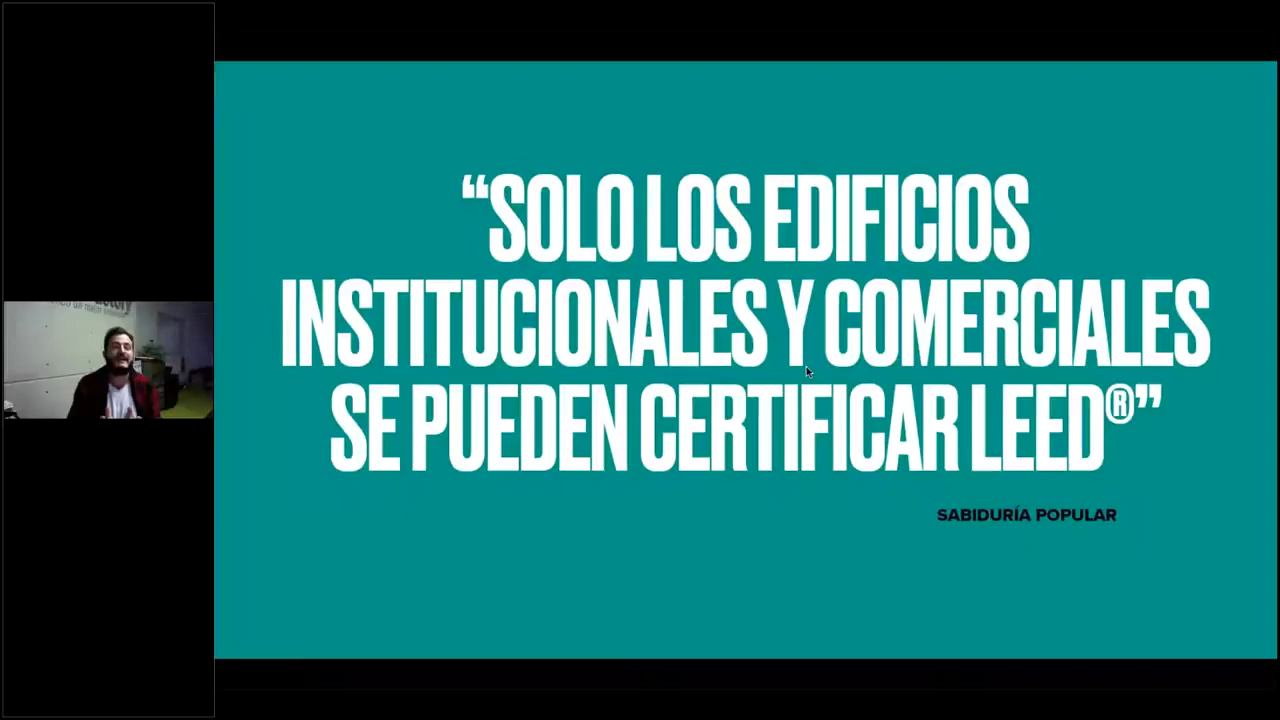 “SOLO LOS EDIFICIOS
INSTITUCIONALES Y COMERCIALES
SE PUEDEN CERTIFICAR LEED®”
SABIDURÍA POPULAR